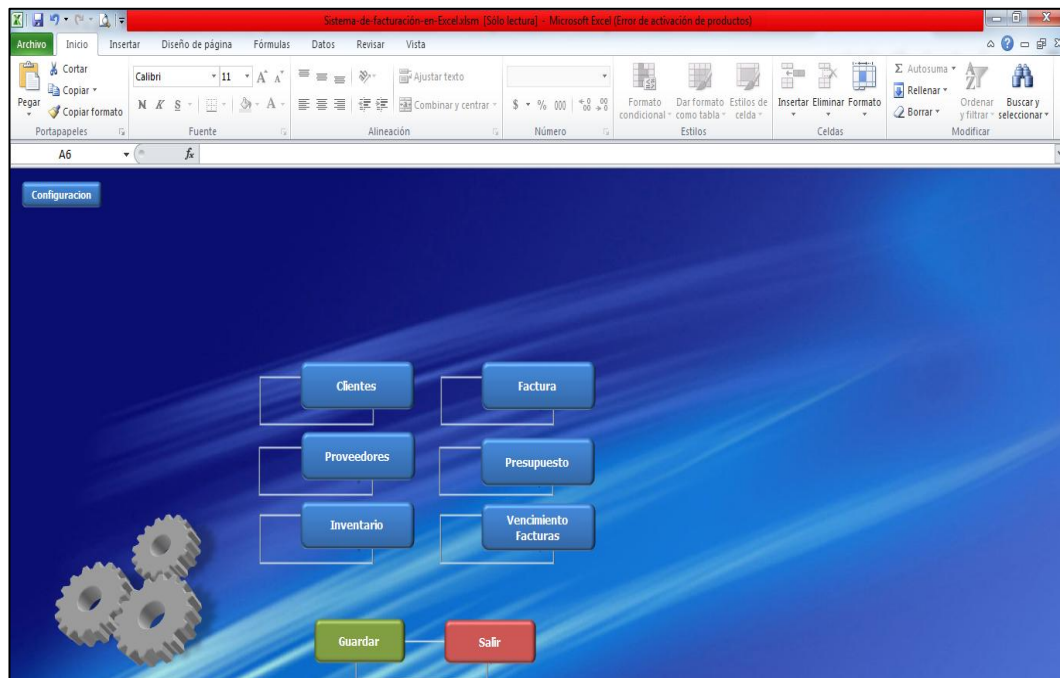 Sistema-de-facturación-en-Excel.xlsm [Sólo lectura] - Microsoft Excel (Error de activación de productos)
Archivo Inicio Insertar Diseño de página Fórmulas Datos Revisar Vista
Pegar
Cortar
Copiar
Copiar formato
Portapapeles
Calibri 11
N K S
Fuente
Ajustar texto
Combinar y centrar
Alineación
$ % 000
Número
Formato condicional
Dar formato como tabla
Estilos de celda
Estilos
Insertar Eliminar Formato
Celdas
Σ Autosuma
Rellenar
Borrar
Ordenar y filtrar
Buscar y seleccionar
Modificar
A6 fx
Configuracion
Clientes Factura
Proveedores Presupuesto
Inventario Vencimiento
Facturas
Guardar Salir